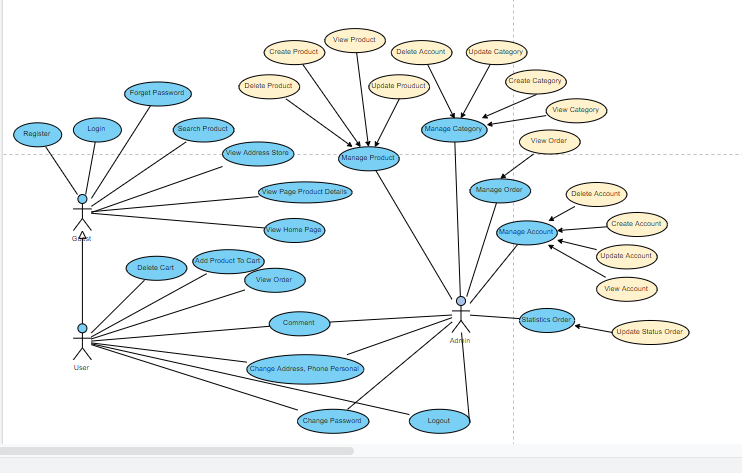 View Product
Create Product
Delete Account
Update Category
Create Category
Delete Product
Update Prouduct
Forget Password
View Category
Register
Login
Search Product
Manage Category
View Order
View Address Store
Manage Product
View Page Product Details
Manage Order
Delete Account
Create Account
View Home Page
Manage Account
Guest
Update Account
Delete Cart
Add Product To Cart
View Order
View Account
Comment
Statistics Order
Update Status Order
Admin
User
Change Address, Phone Personal
Change Password
Logout